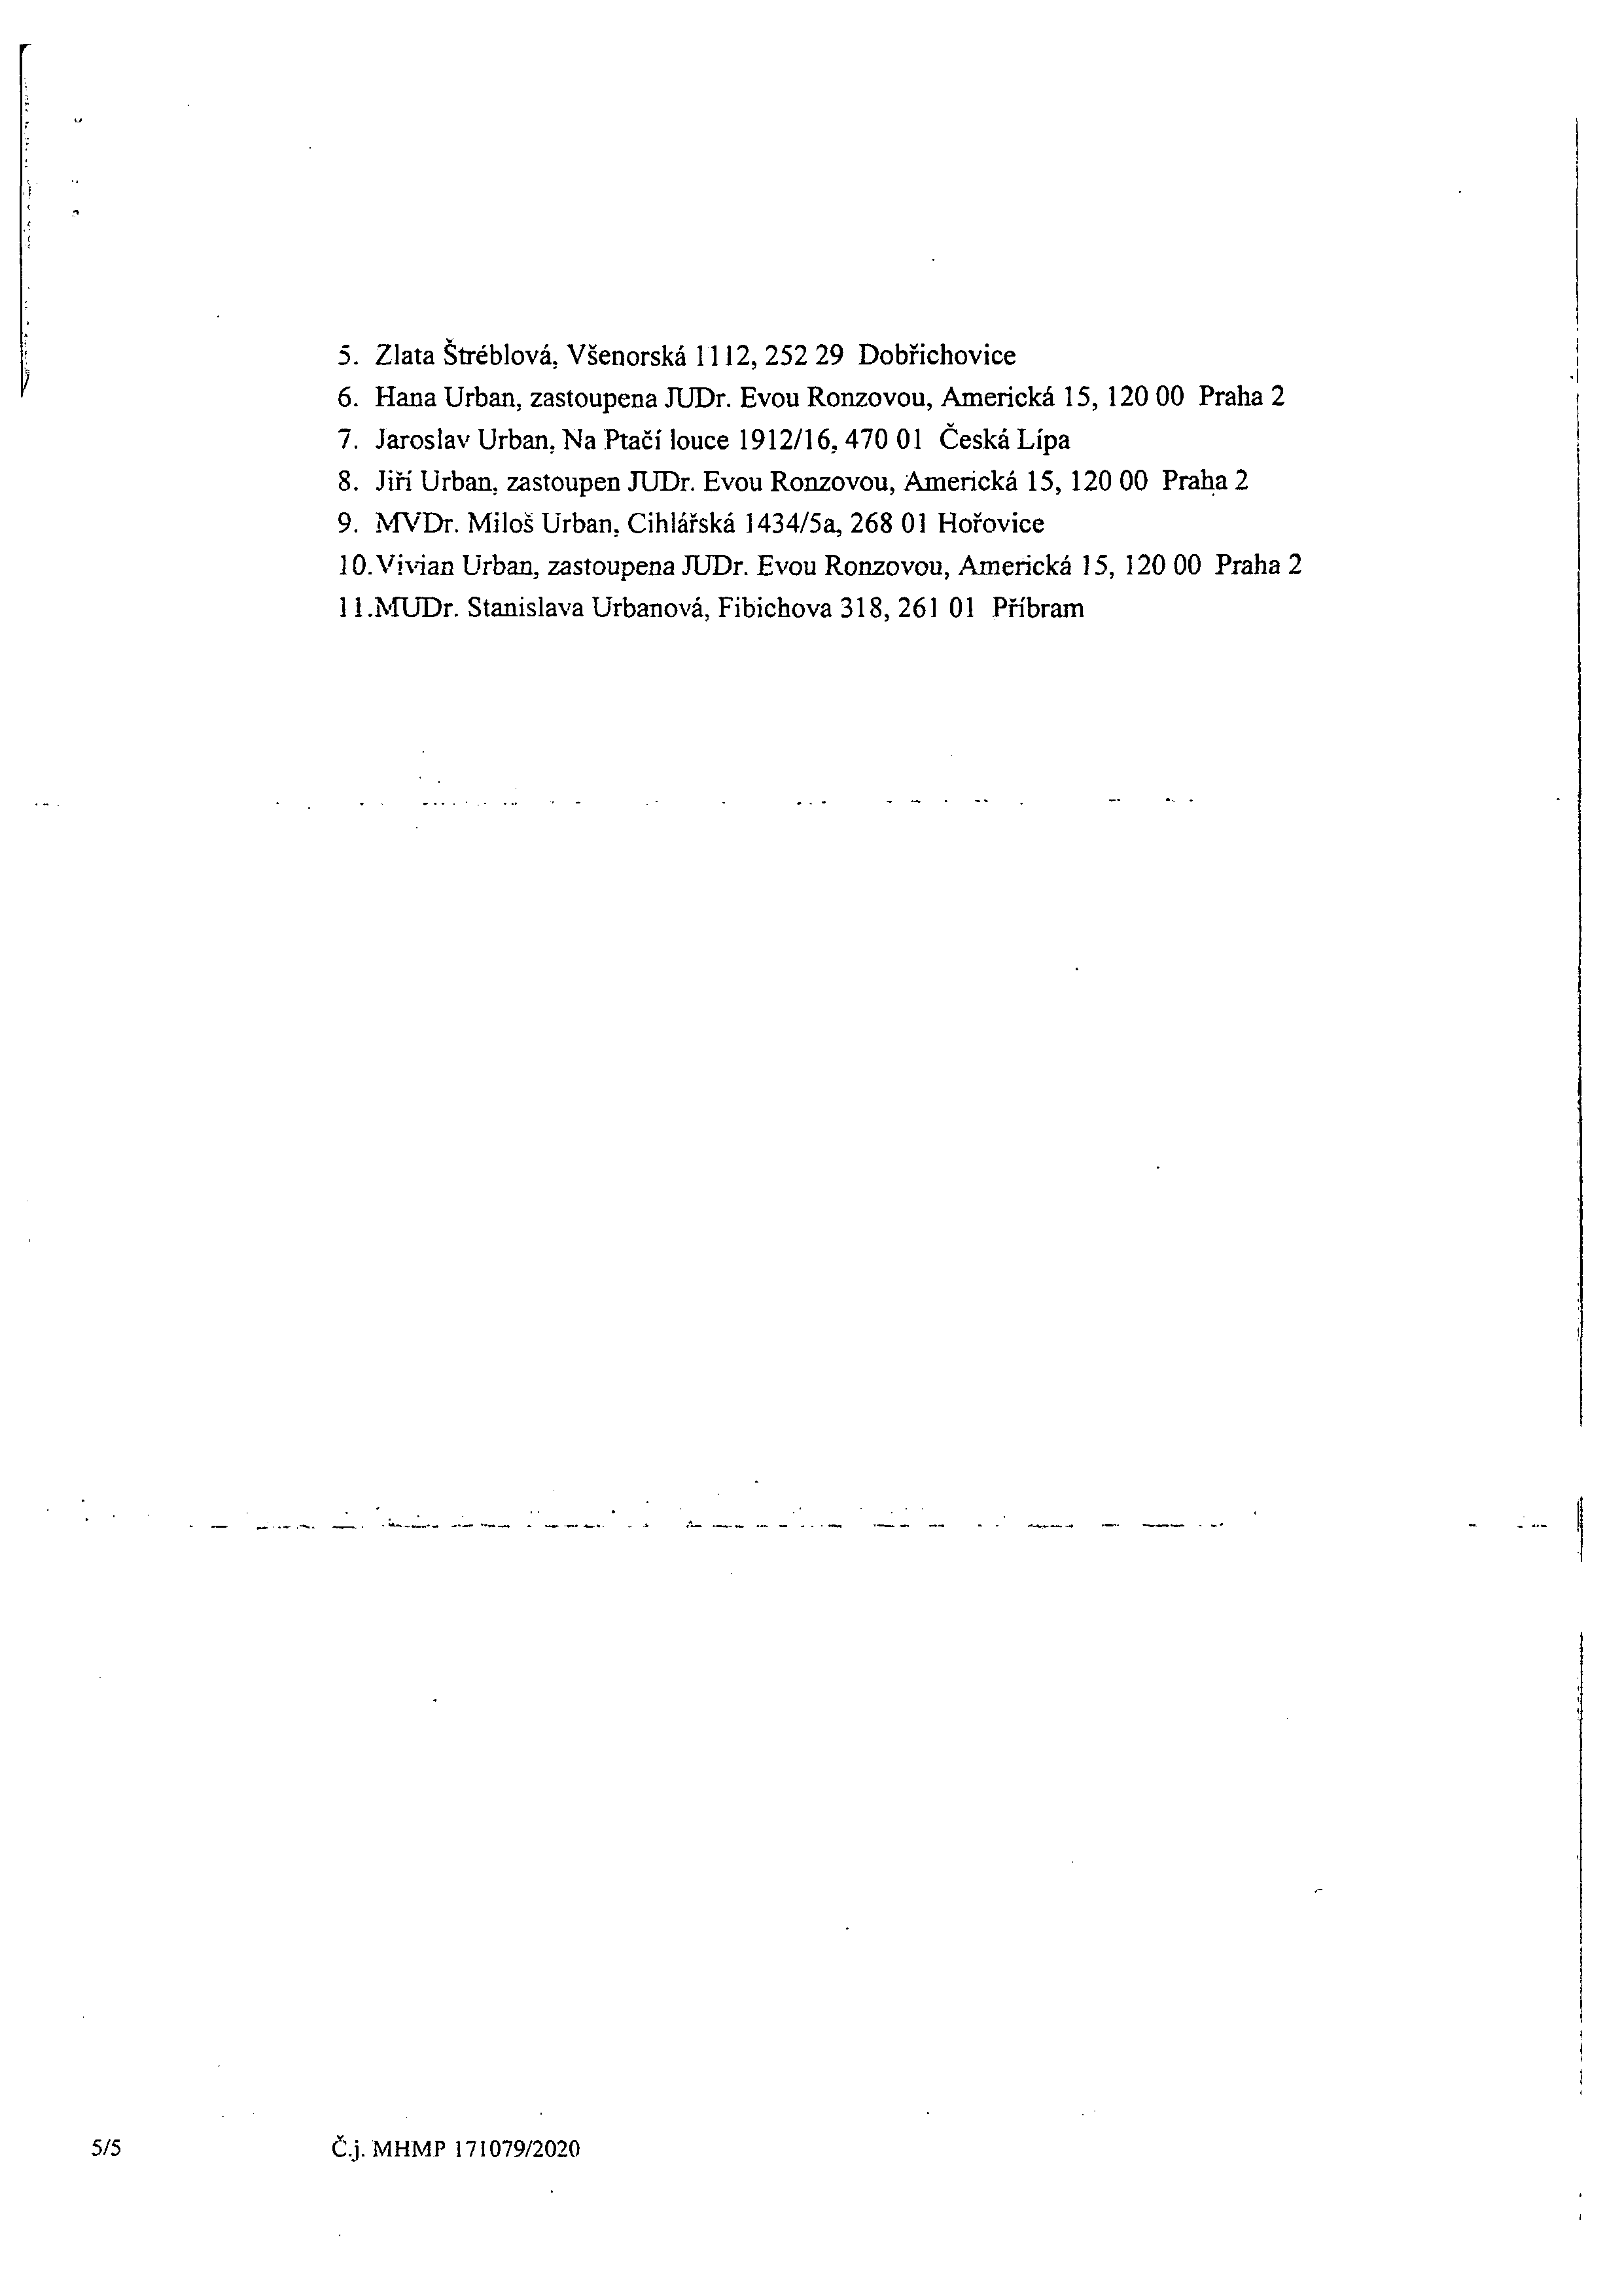 5. Zlata Štréblová, Všenorská 1112, 252 29 Dobřichovice
6. Hana Urban, zastoupena JUDr. Evou Ronzovou, Americká 15, 120 00 Praha 2
7. Jaroslav Urban, Na Ptačí louce 1912/16, 470 01 Česká Lípa
8. Jiří Urban, zastoupen JUDr. Evou Ronzovou, Americká 15, 120 00 Praha 2
9. MVDr. Miloš Urban, Cihlářská 1434/5a, 268 01 Hořovice
10. Vivian Urban, zastoupena JUDr. Evou Ronzovou, Americká 15, 120 00 Praha 2
11. MUDr. Stanislava Urbanová, Fibichova 318, 261 01 Příbram
5/5 Č.j. MHMP 171079/2020